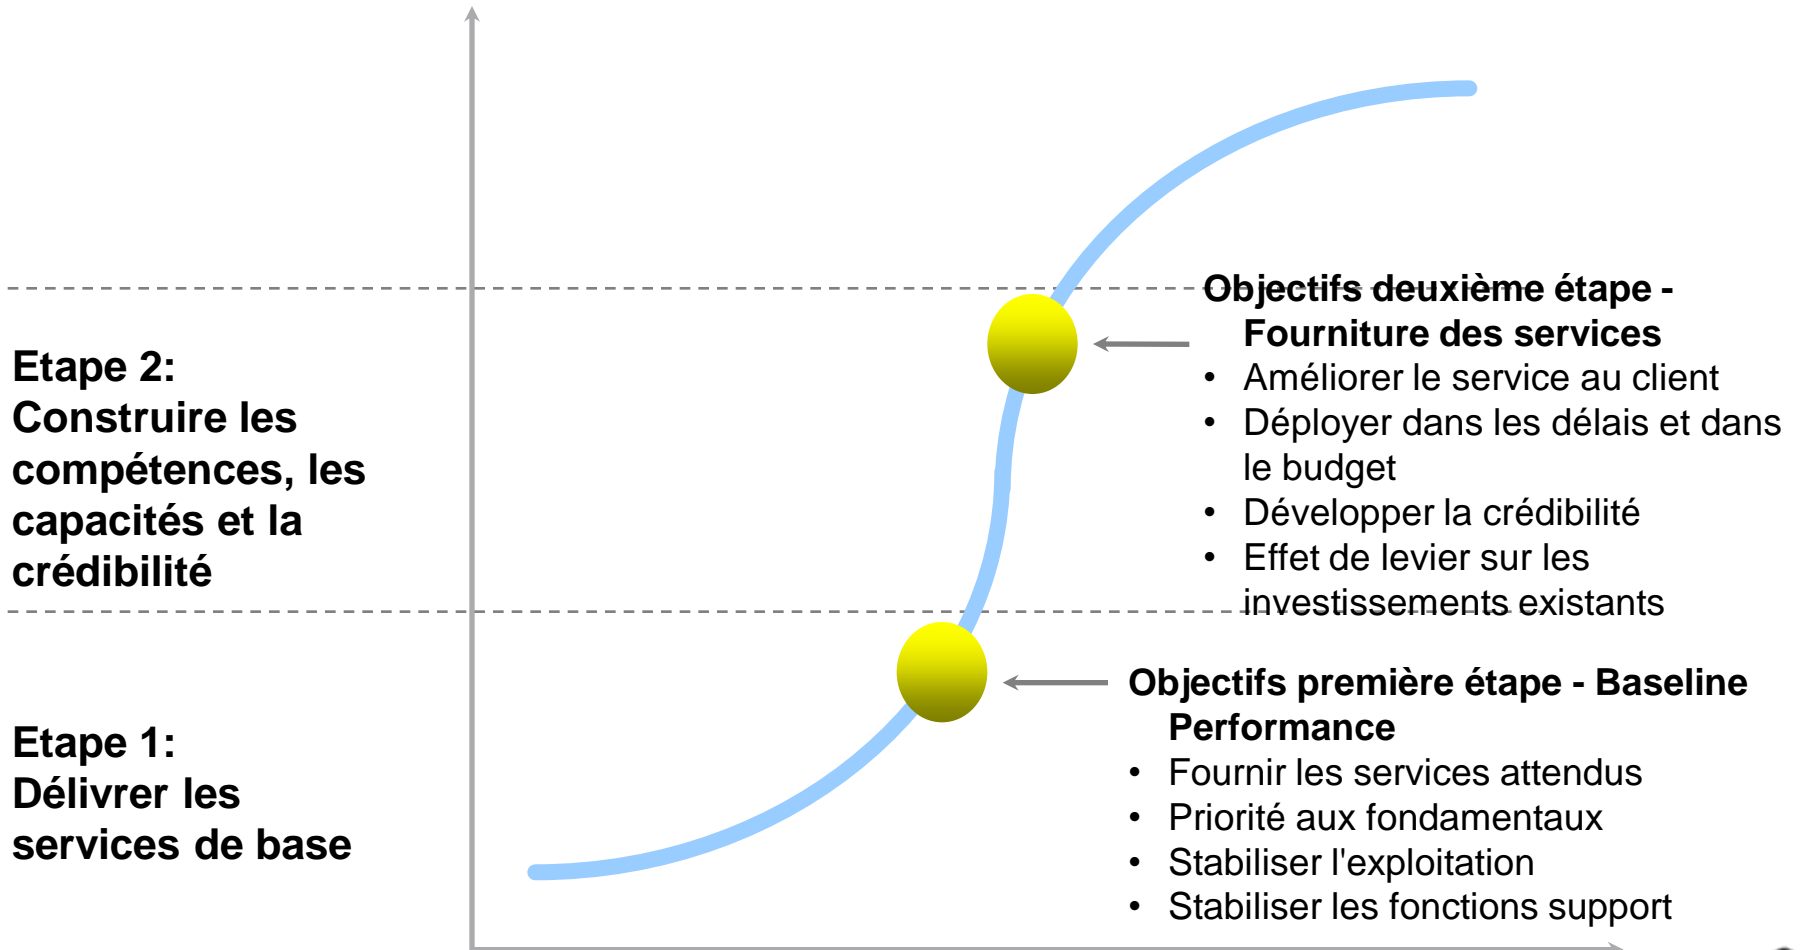 Objectifs deuxième étape -
Fourniture des services
• Améliorer le service au client
• Déployer dans les délais et dans
le budget
• Développer la crédibilité
• Effet de levier sur les
investissements existants
Etape 2:
Construire les
compétences, les
capacités et la
crédibilité
Objectifs première étape - Baseline
Performance
• Fournir les services attendus
• Priorité aux fondamentaux
• Stabiliser l'exploitation
• Stabiliser les fonctions support
Etape 1:
Délivrer les
services de base